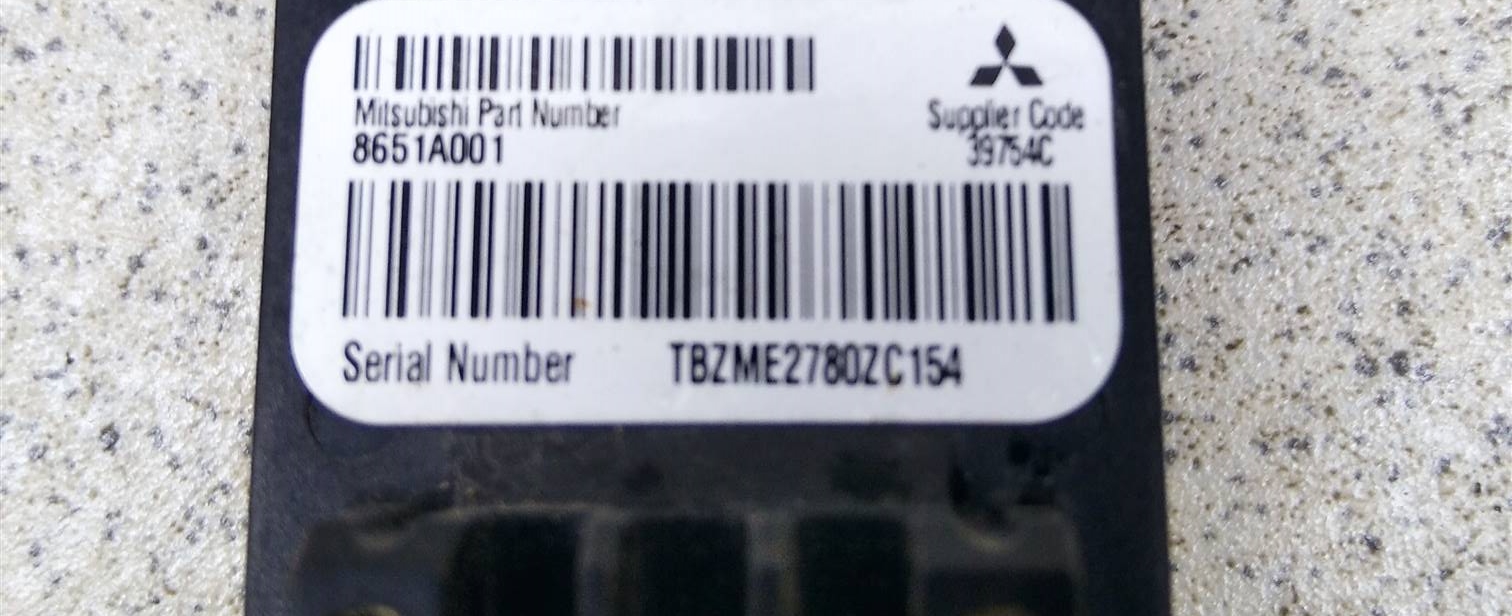 Mitsubishi Part Number
8651A001
Supplier Code
39754C
Serial Number TBZME2780ZC154